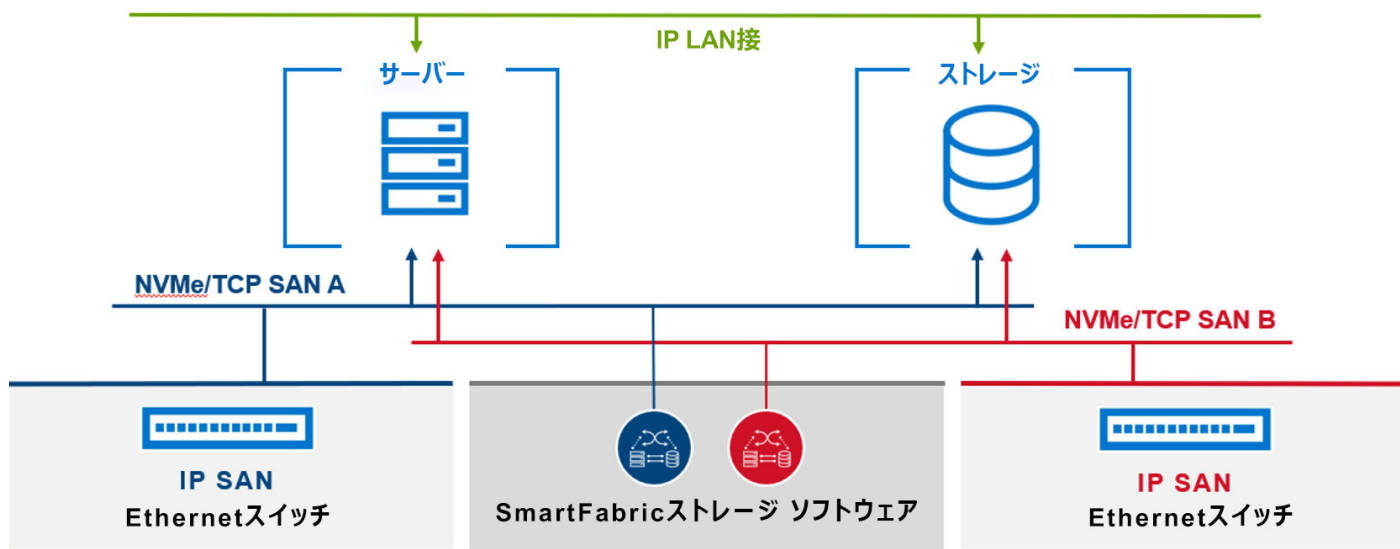 IP LAN接
サーバー
ストレージ
NVMe/TCP SAN A
NVMe/TCP SAN B
IP SAN
Ethernetスイッチ
SmartFabricストレージ ソフトウェア
IP SAN
Ethernetスイッチ